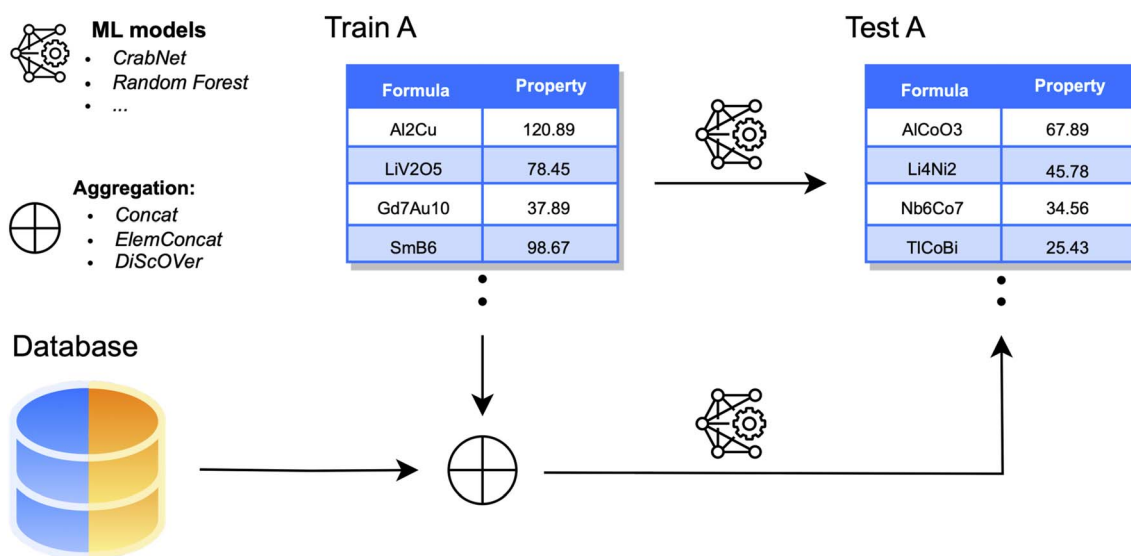 ML models
• CrabNet
• Random Forest
• ...
Aggregation:
• Concat
• ElemConcat
• DiScOVer
Database
Train A
Formula Property
Al2Cu 120.89
LiV2O5 78.45
Gd7Au10 37.89
SmB6 98.67
Test A
Formula Property
AlCoO3 67.89
Li4Ni2 45.78
Nb6Co7 34.56
TlCoBi 25.43